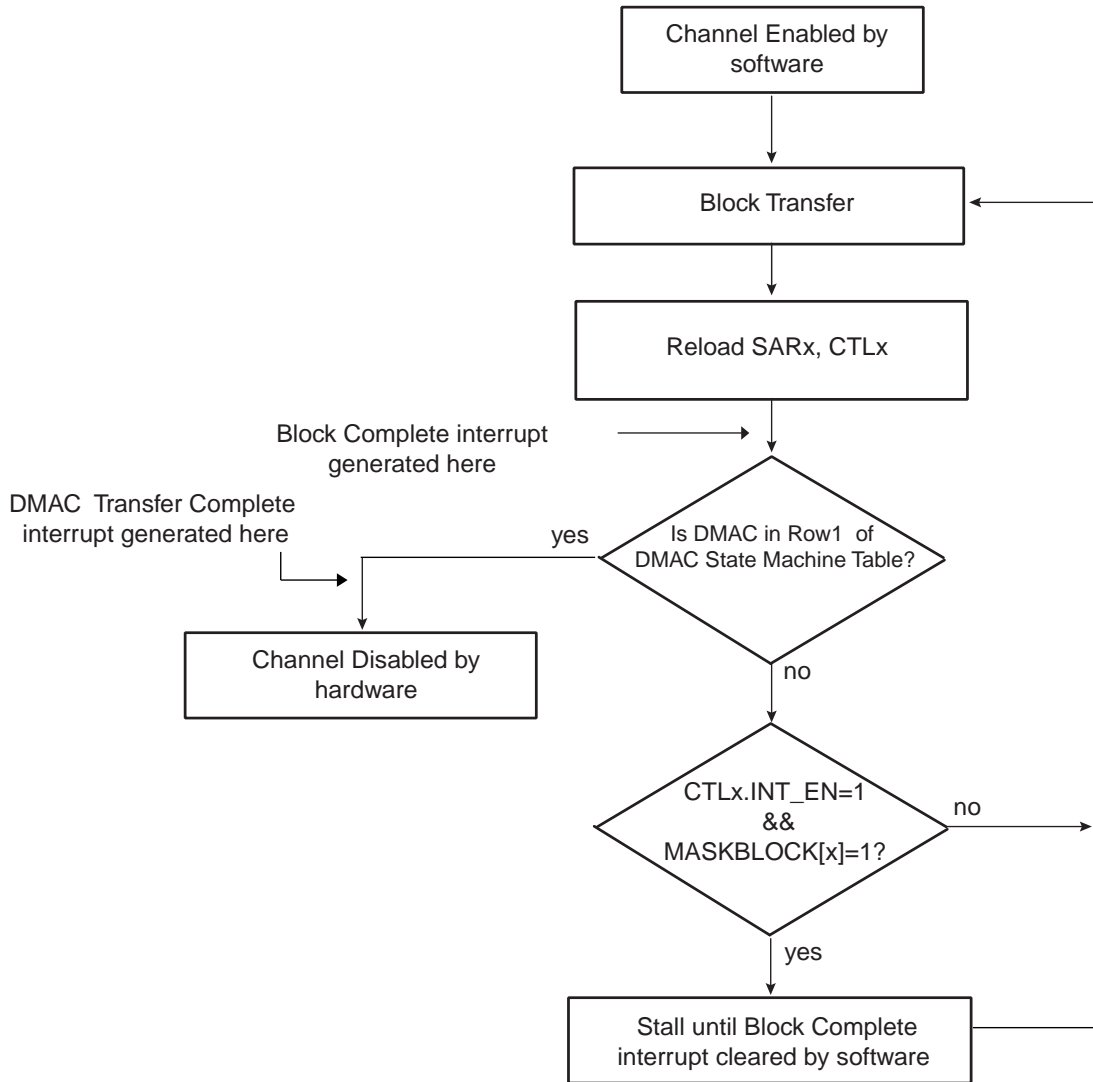 Channel Enabled by
software
Block Transfer
Reload SARx, CTLx
Block Complete interrupt
generated here
DMAC Transfer Complete
interrupt generated here
yes
Is DMAC in Row1 of
DMAC State Machine Table?
Channel Disabled by
hardware
no
CTLx.INT_EN=1
&&
MASKBLOCK[x]=1?
no
yes
Stall until Block Complete
interrupt cleared by software